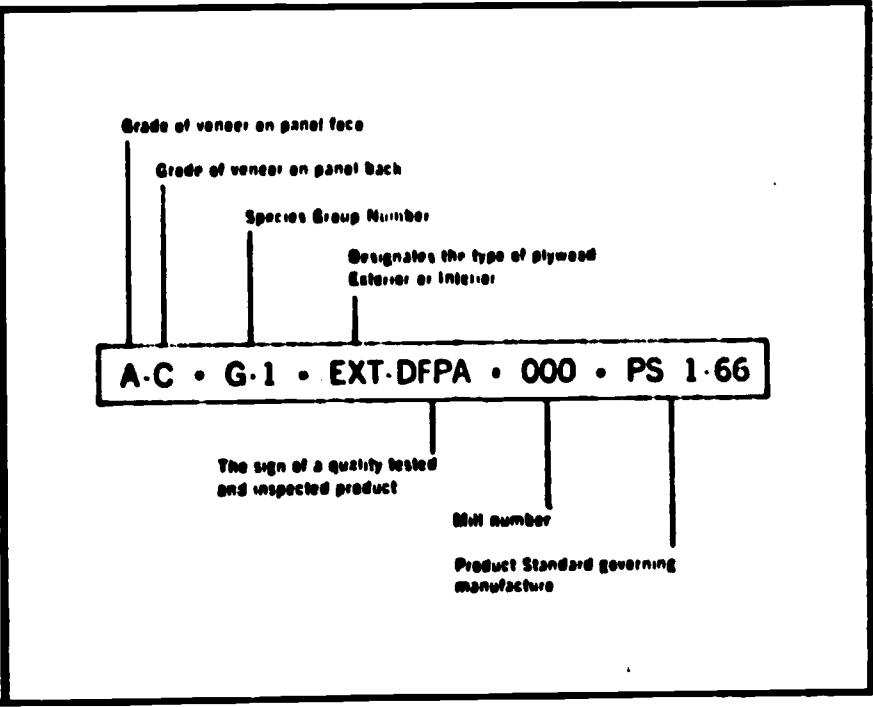 Grade of veneer on panel face
Grade of veneer on panel back
Species Group Number
Designates the type of plywood
Exterior or Interior
A·C • G·1 • EXT·DFPA • 000 • PS 1·66
The sign of a quality tested
and inspected product
Mill number
Product Standard governing
manufacture